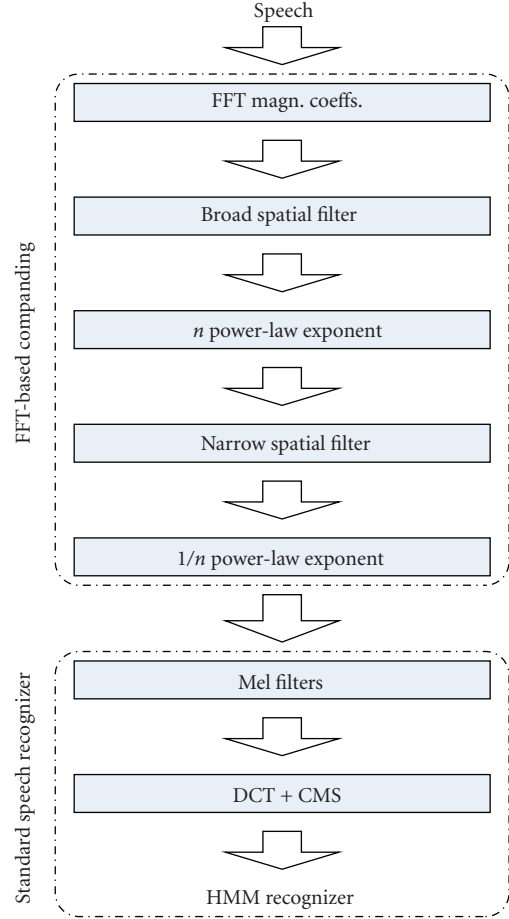 Speech
FFT-based companding
FFT magn. coeffs.
Broad spatial filter
n power-law exponent
Narrow spatial filter
1/n power-law exponent
Standard speech recognizer
Mel filters
DCT + CMS
HMM recognizer